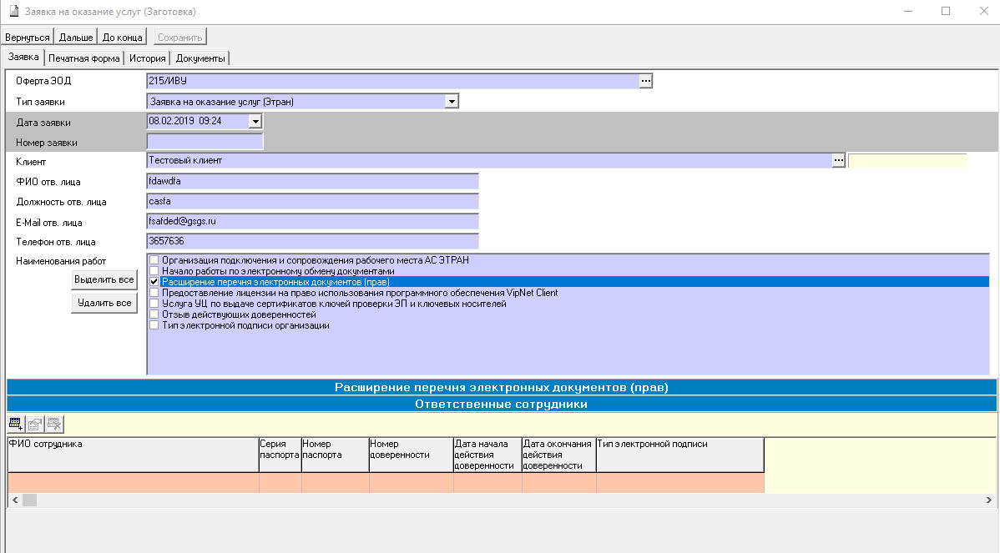 Заявка на оказание услуг (Заготовка)
Вернуться Дальше До конца Сохранить
Заявка Печатная форма История Документы
Оферта ЭОД 215/ИВУ ...
Тип заявки Заявка на оказание услуг (Этран)
Дата заявки 08.02.2019 09:24
Номер заявки
Клиент Тестовый клиент ...
ФИО отв. лица fdawdfa
Должность отв. лица casfa
E-Mail отв. лица fsafded@gsgs.ru
Телефон отв. лица 3657636
Наименования работ
Выделить все
Удалить все
Организация подключения и сопровождения рабочего места АС ЭТРАН
Начало работы по электронному обмену документами
Расширение перечня электронных документов (прав)
Предоставление лицензии на право использования программного обеспечения VipNet Client
Услуга УЦ по выдаче сертификатов ключей проверки ЭП и ключевых носителей
Отзыв действующих доверенностей
Тип электронной подписи организации
Расширение перечня электронных документов (прав)
Ответственные сотрудники
ФИО сотрудника
Серия
паспорта
Номер
паспорта
Номер
доверенности
Дата начала
действия
доверенности
Дата окончания
действия
доверенности
Тип электронной подписи